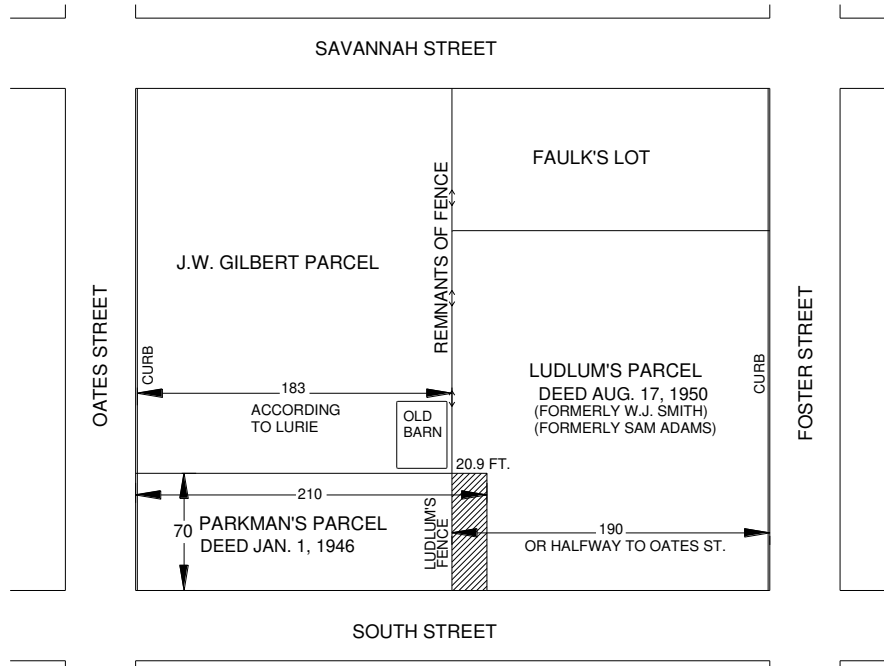 SAVANNAH STREET
FAULK'S LOT
REMNANTS OF FENCE
J.W. GILBERT PARCEL
OATES STREET
CURB
183
ACCORDING
TO LURIE
OLD
BARN
LUDLUM'S PARCEL
DEED AUG. 17, 1950
(FORMERLY W.J. SMITH)
(FORMERLY SAM ADAMS)
CURB
FOSTER STREET
20.9 FT.
210
70
PARKMAN'S PARCEL
DEED JAN. 1, 1946
LUDLUM'S
FENCE
190
OR HALFWAY TO OATES ST.
SOUTH STREET